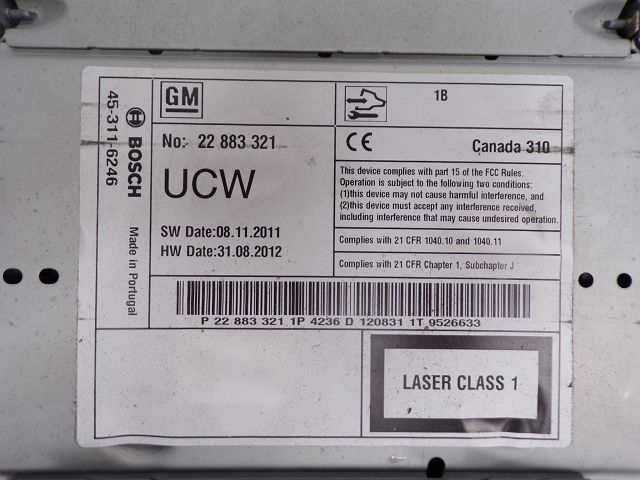 45-311-6246
BOSCH
Made in Portugal
GM
No: 22 883 321
UCW
SW Date:08.11.2011
HW Date:31.08.2012
1B
CE
Canada 310
This device complies with part 15 of the FCC Rules.
Operation is subject to the following two conditions:
(1)this device may not cause harmful interference, and
(2)this device must accept any interference received,
including interference that may cause undesired operation.
Complies with 21 CFR 1040.10 and 1040.11
Complies with 21 CFR Chapter 1, Subchapter J
P 22 883 321 1P 4236 D 120831 1T 9526633
LASER CLASS 1